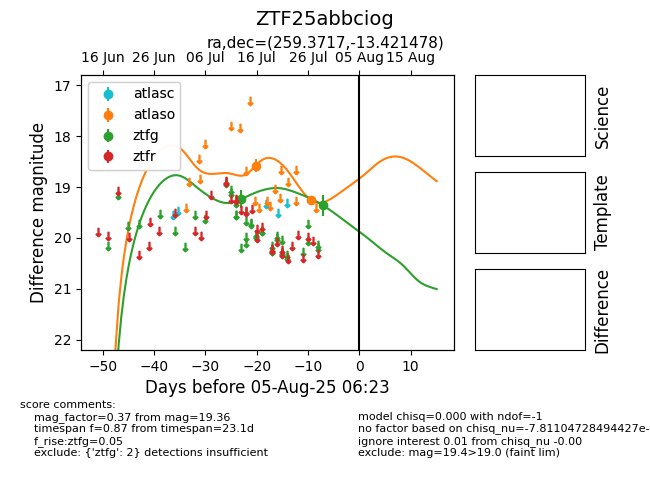 ZTF25abbciog
ra,dec=(259.3717,-13.421478)
16 Jun 26 Jun 06 Jul 16 Jul 26 Jul 05 Aug 15 Aug
atlasc
atlaso
ztfg
ztfr
17
18
19
20
21
22
Difference magnitude
−50 −40 −30 −20 −10 0 10
Days before 05-Aug-25 06:23
Science
Template
Difference
score comments:
mag_factor=0.37 from mag=19.36
timespan f=0.87 from timespan=23.1d
f_rise:ztfg=0.05
exclude: {'ztfg': 2} detections insufficient
model chisq=0.000 with ndof=-1
no factor based on chisq_nu=-7.81104728494427e-
ignore interest 0.01 from chisq_nu -0.00
exclude: mag=19.4>19.0 (faint lim)